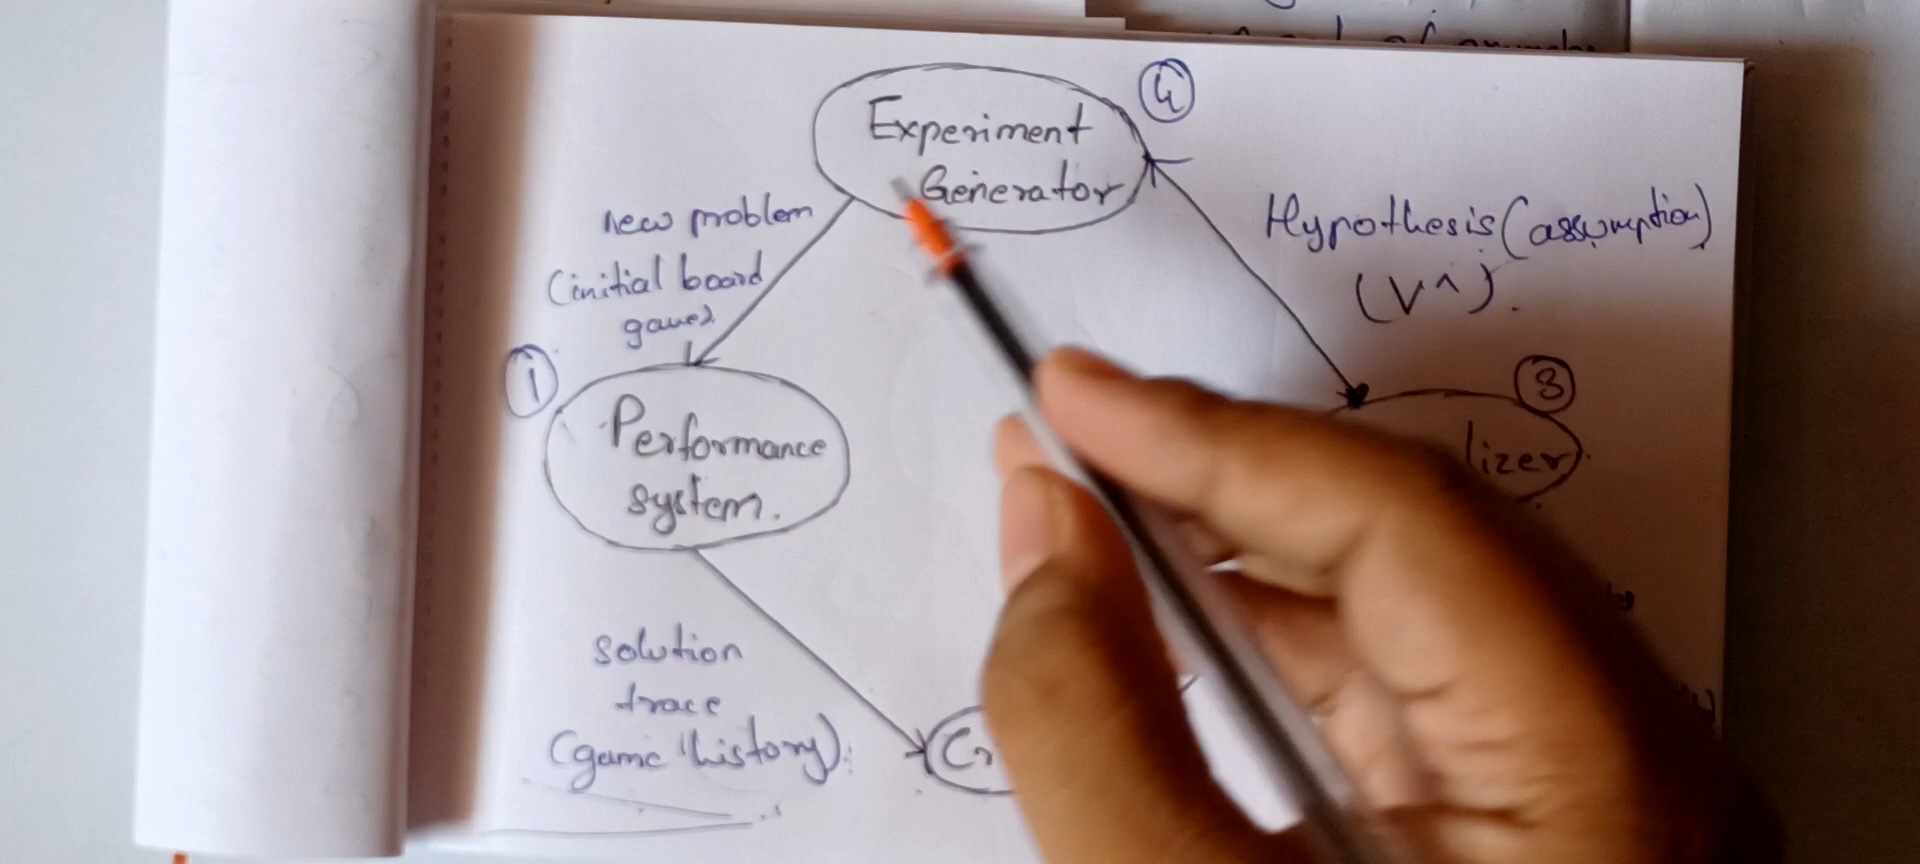 4
Experiment
Generator
new problem
(initial board
game)
Hypothesis (assumption)
(V^).
1
Performance
system.
3
lizer
solution
trace
(game history)
Cr